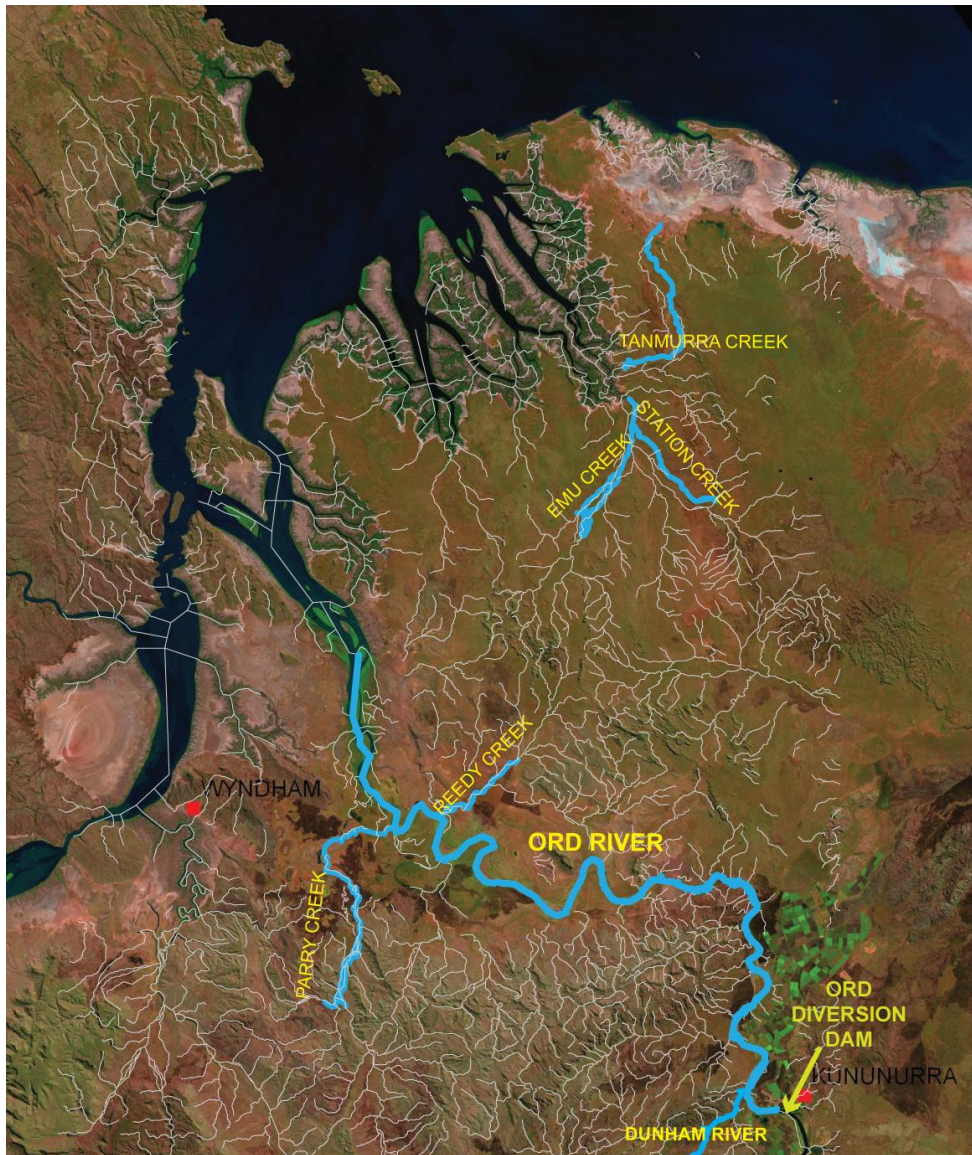 TANMURRA CREEK
STATION CREEK
EMU CREEK
REEDY CREEK
WYNDHAM
ORD RIVER
PARRY CREEK
ORD
DIVERSION
DAM
KUNUNURRA
DUNHAM RIVER